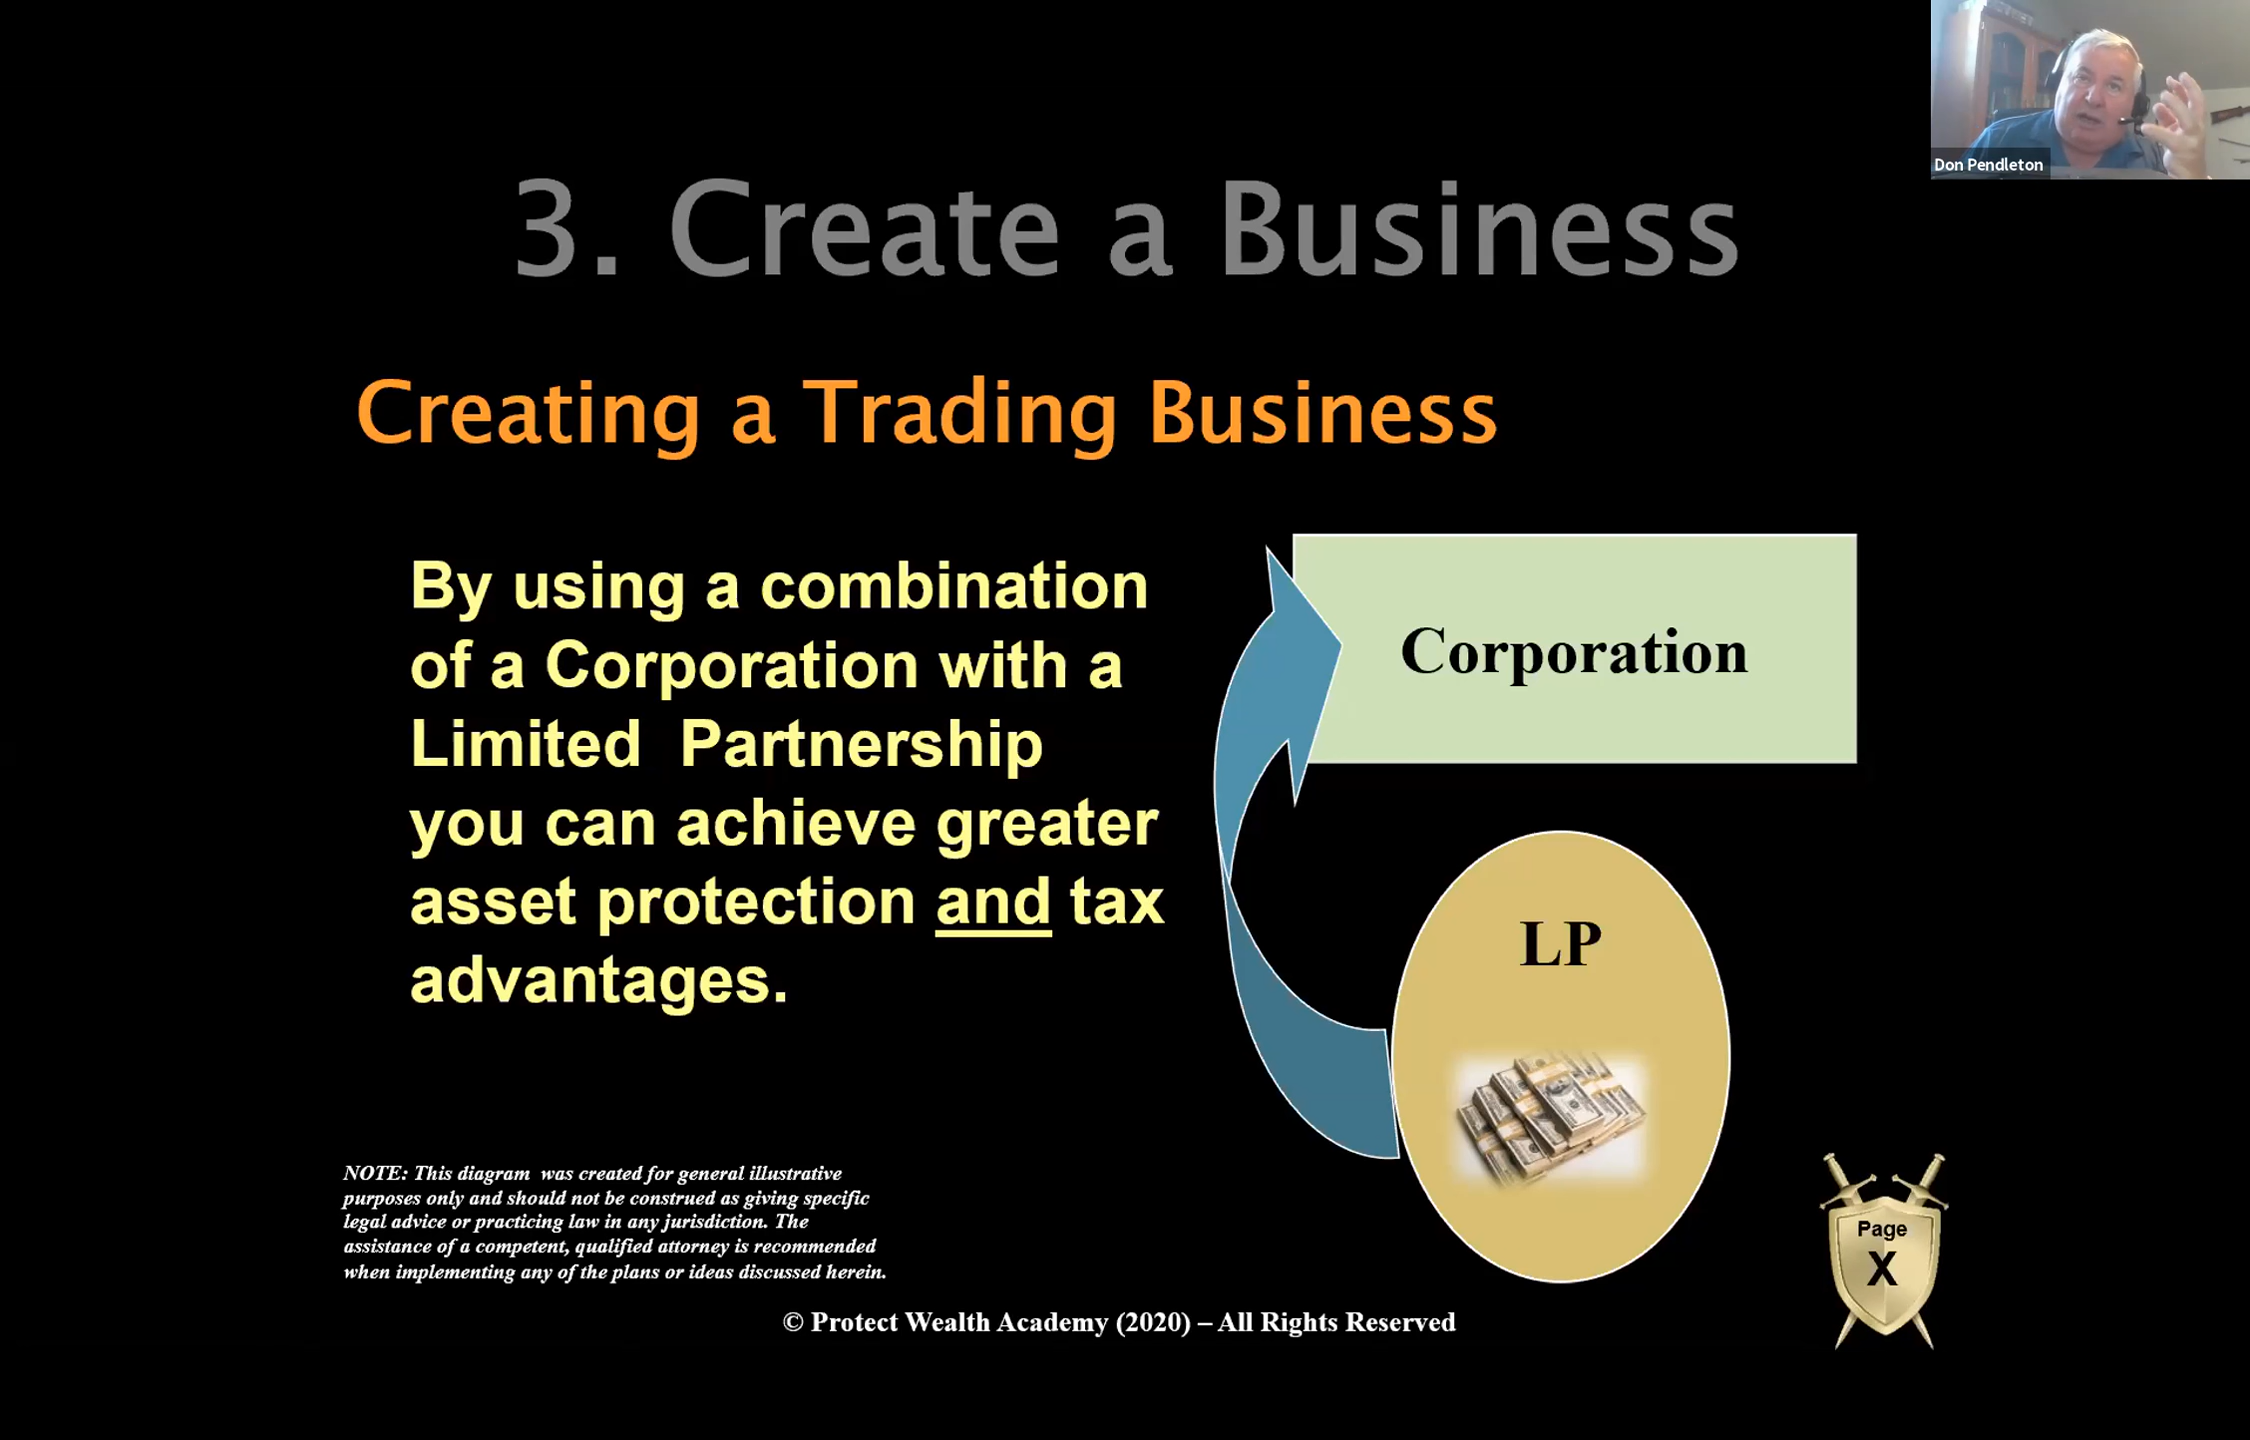 Don Pendleton
3. Create a Business
Creating a Trading Business
By using a combination
of a Corporation with a
Limited  Partnership
you can achieve greater
asset protection and tax
advantages.
Corporation
LP
NOTE: This diagram  was created for general illustrative
purposes only and should not be construed as giving specific
legal advice or practicing law in any jurisdiction. The
assistance of a competent, qualified attorney is recommended
when implementing any of the plans or ideas discussed herein.
Page
X
© Protect Wealth Academy (2020) – All Rights Reserved